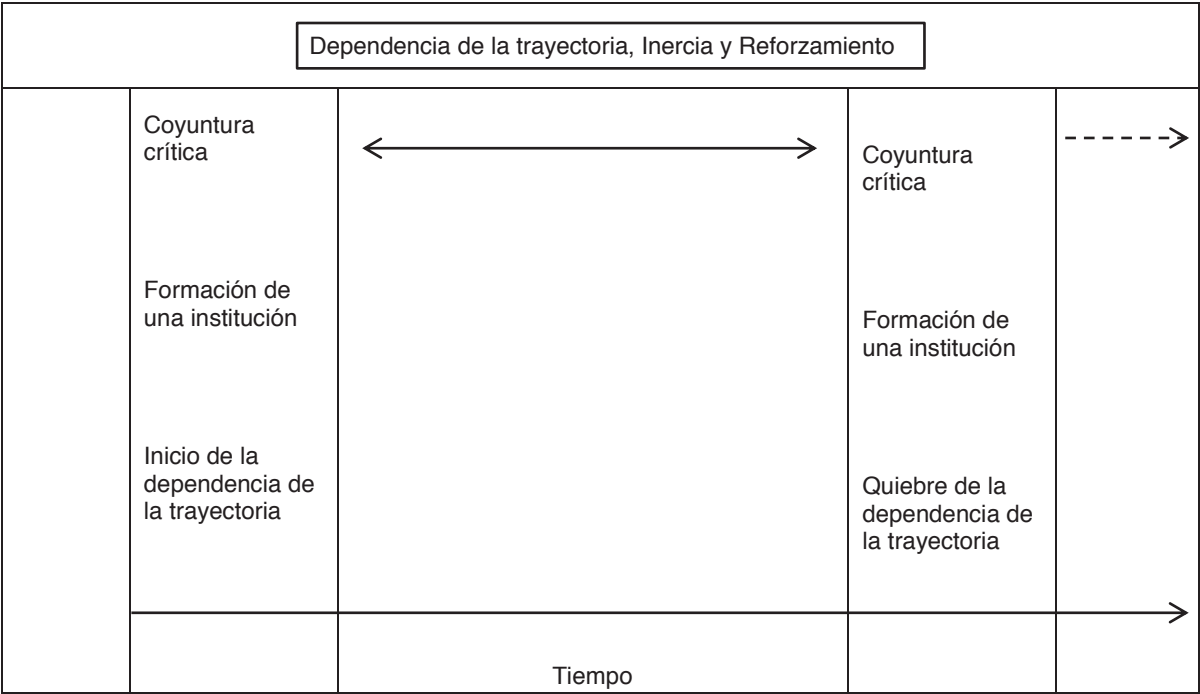 Dependencia de la trayectoria, Inercia y Reforzamiento
Coyuntura
crítica
Formación de
una institución
Inicio de la
dependencia de
la trayectoria
Coyuntura
crítica
Formación de
una institución
Quiebre de la
dependencia de
la trayectoria
Tiempo